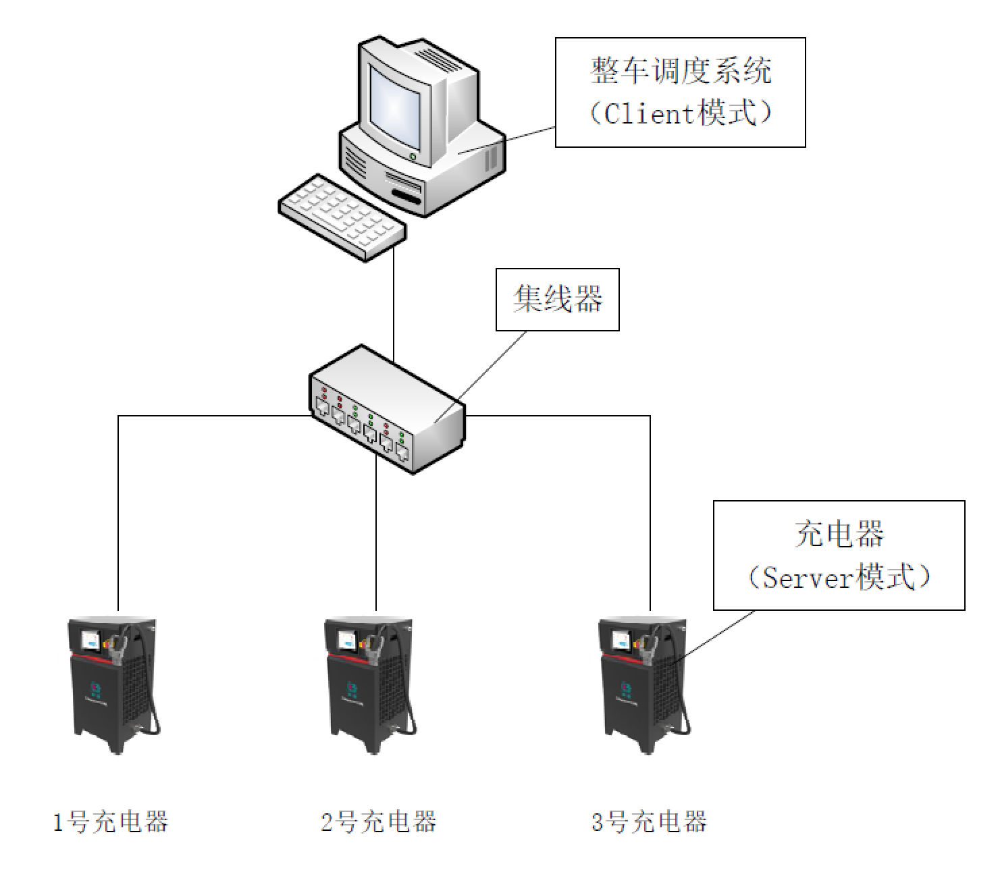 整车调度系统
（Client模式）
集线器
充电器
（Server模式）
1号充电器
2号充电器
3号充电器